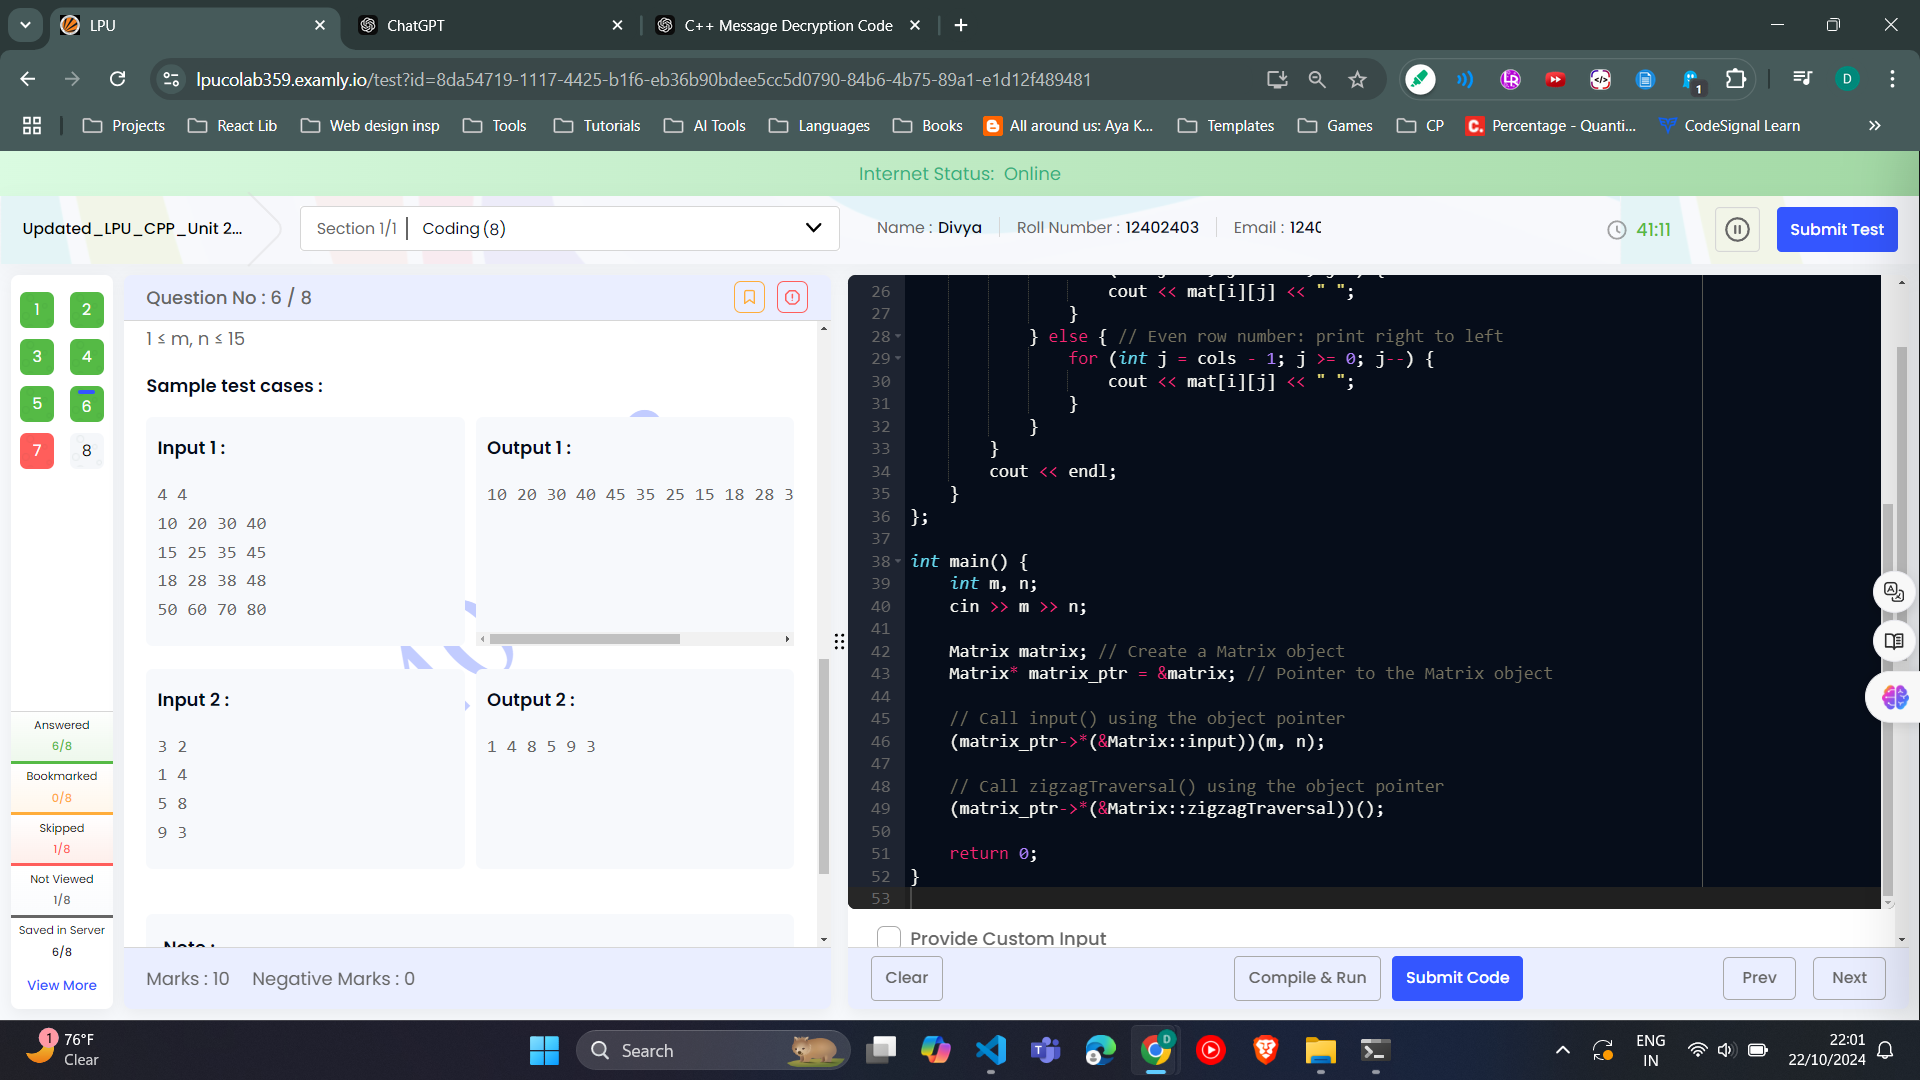 LPU
ChatGPT
C++ Message Decryption Code
lpucolab359.examly.io/test?id=8da54719-1117-4425-b1f6-eb36b90bdee5cc5d0790-84b6-4b75-89a1-e1d12f489481
1
D
Projects
React Lib
Web design insp
Tools
Tutorials
AI Tools
Languages
Books
All around us: Aya K...
Templates
Games
CP
Percentage - Quanti...
CodeSignal Learn
Internet Status: Online
Updated_LPU_CPP_Unit 2...
Section 1/1 | Coding (8)
Name : Divya
Roll Number : 12402403
Email : 1240
41:11
Submit Test
1 2
3 4
5 6
7 8
Answered
6/8
Bookmarked
0/8
Skipped
1/8
Not Viewed
1/8
Saved in Server
6/8
View More
Question No : 6 / 8
1 ≤ m, n ≤ 15
Sample test cases :
Input 1 :
4 4
10 20 30 40
15 25 35 45
18 28 38 48
50 60 70 80
Output 1 :
10 20 30 40 45 35 25 15 18 28 3
Input 2 :
3 2
1 4
5 8
9 3
Output 2 :
1 4 8 5 9 3
Note :
Marks : 10 Negative Marks : 0
26 cout << mat[i][j] << " ";
27 }
28 } else { // Even row number: print right to left
29 for (int j = cols - 1; j >= 0; j--) {
30 cout << mat[i][j] << " ";
31 }
32 }
33 }
34 cout << endl;
35 }
36 };
37
38 int main() {
39 int m, n;
40 cin >> m >> n;
41
42 Matrix matrix; // Create a Matrix object
43 Matrix* matrix_ptr = &matrix; // Pointer to the Matrix object
44
45 // Call input() using the object pointer
46 (matrix_ptr->*(&Matrix::input))(m, n);
47
48 // Call zigzagTraversal() using the object pointer
49 (matrix_ptr->*(&Matrix::zigzagTraversal))();
50
51 return 0;
52 }
53
Provide Custom Input
Clear
Compile & Run
Submit Code
Prev
Next
1
76°F
Clear
Search
D
ENG
IN
22:01
22/10/2024